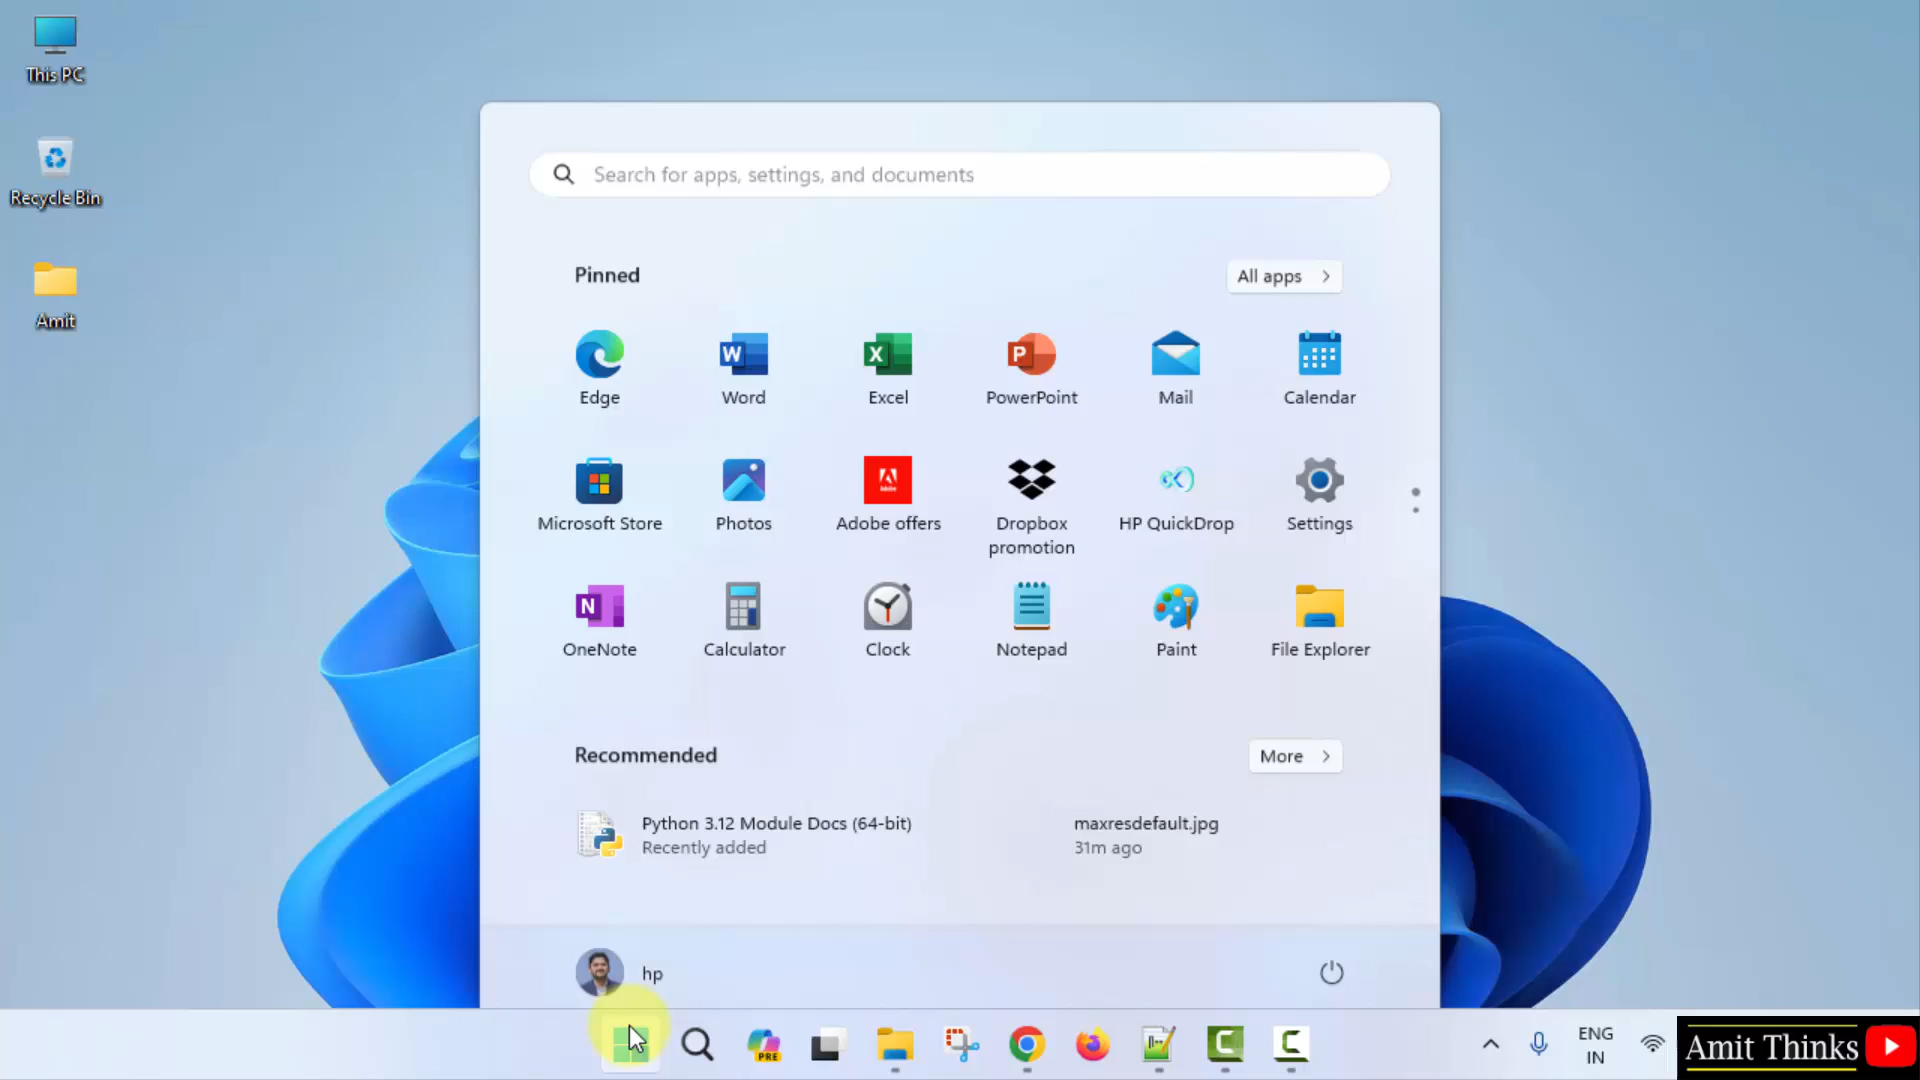 This PC
Recycle Bin
Amit
Search for apps, settings, and documents
Pinned
All apps
Edge
Word
Excel
PowerPoint
Mail
Calendar
Microsoft Store
Photos
Adobe offers
Dropbox
promotion
HP QuickDrop
Settings
OneNote
Calculator
Clock
Notepad
Paint
File Explorer
Recommended
More
Python 3.12 Module Docs (64-bit)
Recently added
maxresdefault.jpg
31m ago
hp
PRE
ENG
IN
Amit Thinks